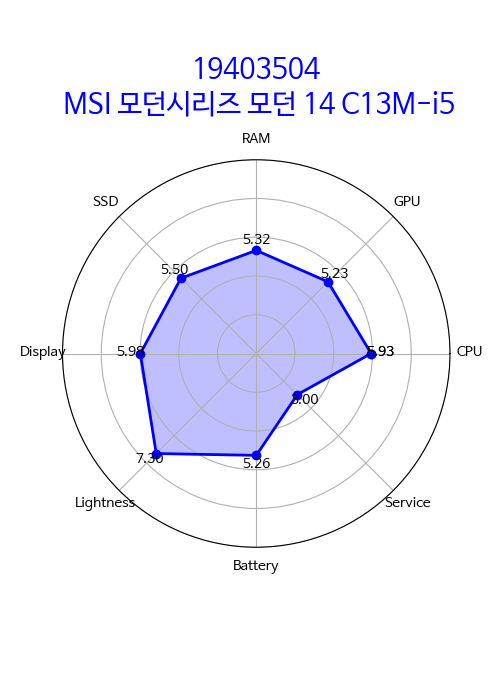 19403504
MSI 모던시리즈 모던 14 C13M-i5
RAM
SSD
GPU
5.32
5.50
5.23
Display
5.98
5.93
CPU
3.00
7.30
5.26
Lightness
Service
Battery